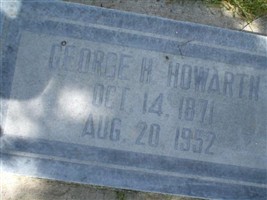 GEORGE H. HOWARTH
OCT. 14, 1871
AUG. 20, 1952